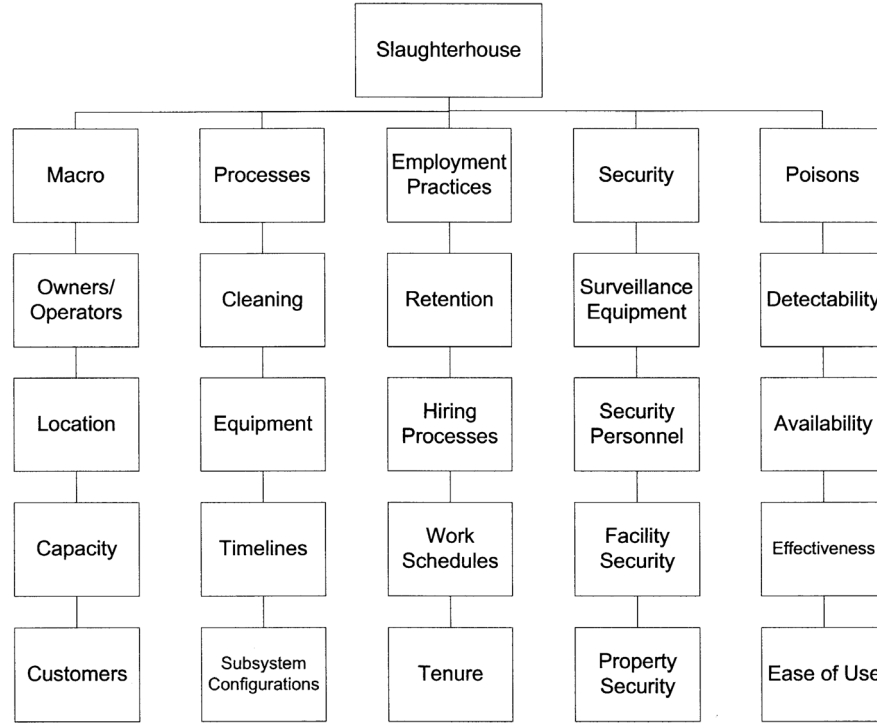 Slaughterhouse
Macro
Processes
Employment
Practices
Security
Poisons
Owners/
Operators
Cleaning
Retention
Surveillance
Equipment
Detectability
Location
Equipment
Hiring
Processes
Security
Personnel
Availability
Capacity
Timelines
Work
Schedules
Facility
Security
Effectiveness
Customers
Subsystem
Configurations
Tenure
Property
Security
Ease of Use